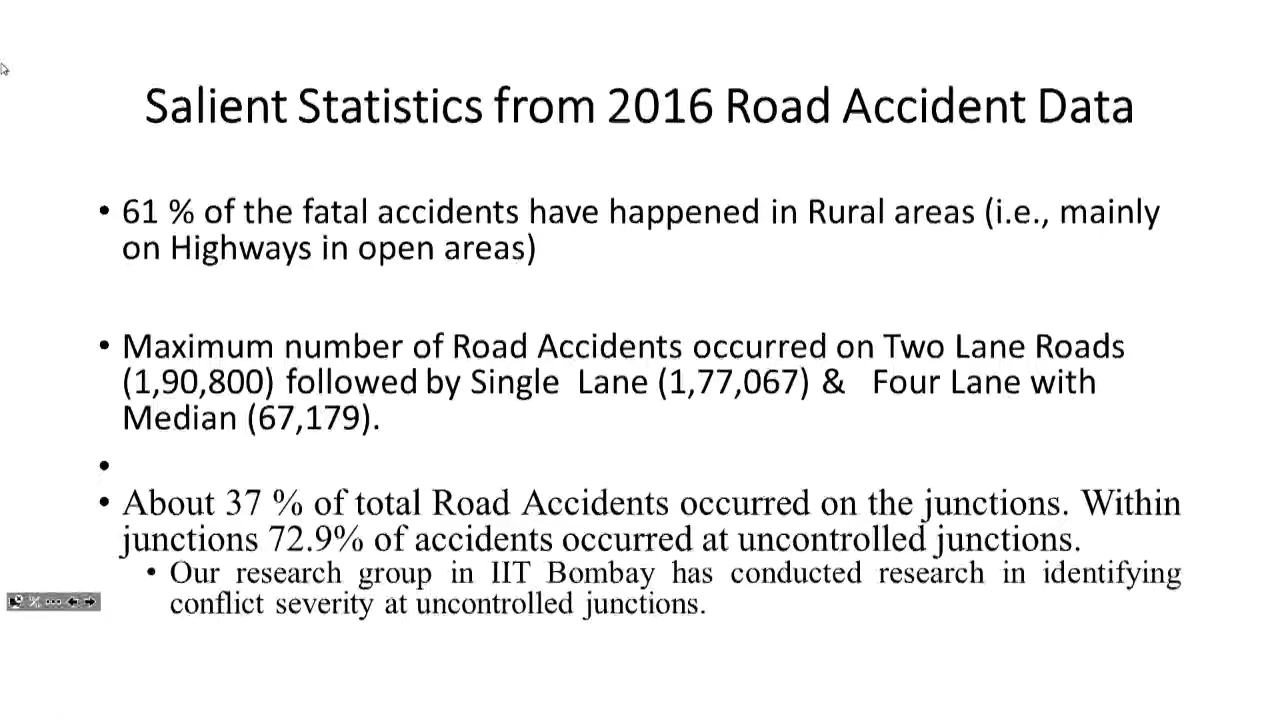 Salient Statistics from 2016 Road Accident Data
• 61 % of the fatal accidents have happened in Rural areas (i.e., mainly
on Highways in open areas)
• Maximum number of Road Accidents occurred on Two Lane Roads
(1,90,800) followed by Single Lane (1,77,067) & Four Lane with
Median (67,179).
•
• About 37 % of total Road Accidents occurred on the junctions. Within
junctions 72.9% of accidents occurred at uncontrolled junctions.
• Our research group in IIT Bombay has conducted research in identifying
conflict severity at uncontrolled junctions.